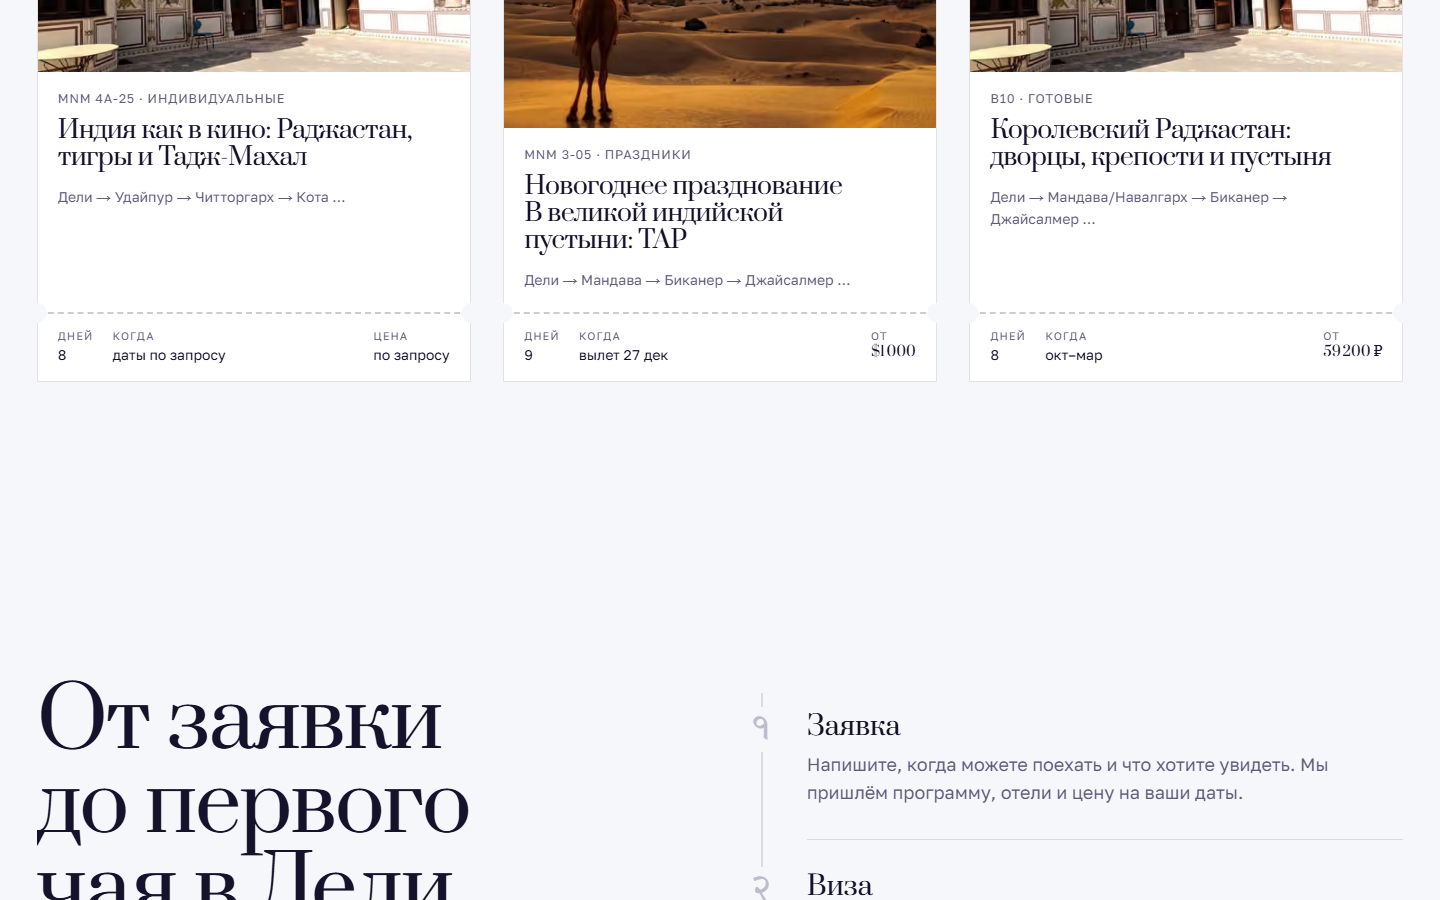 MNM 4A-25 · ИНДИВИДУАЛЬНЫЕ
Индия как в кино: Раджастан,
тигры и Тадж-Махал
Дели → Удайпур → Читторгарх → Кота ...
ДНЕЙ КОГДА ЦЕНА
8 даты по запросу по запросу
MNM 3-05 · ПРАЗДНИКИ
Новогоднее празднование
В великой индийской
пустыни: ТАР
Дели → Мандава → Биканер → Джайсалмер ...
ДНЕЙ КОГДА ОТ
9 вылет 27 дек $1000
B10 · ГОТОВЫЕ
Королевский Раджастан:
дворцы, крепости и пустыня
Дели → Мандава/Навалгарх → Биканер →
Джайсалмер ...
ДНЕЙ КОГДА ОТ
8 окт–мар 59200 ₽
От заявки
до первого
чая в Дели
१ Заявка
Напишите, когда можете поехать и что хотите увидеть. Мы
пришлём программу, отели и цену на ваши даты.
२ Виза